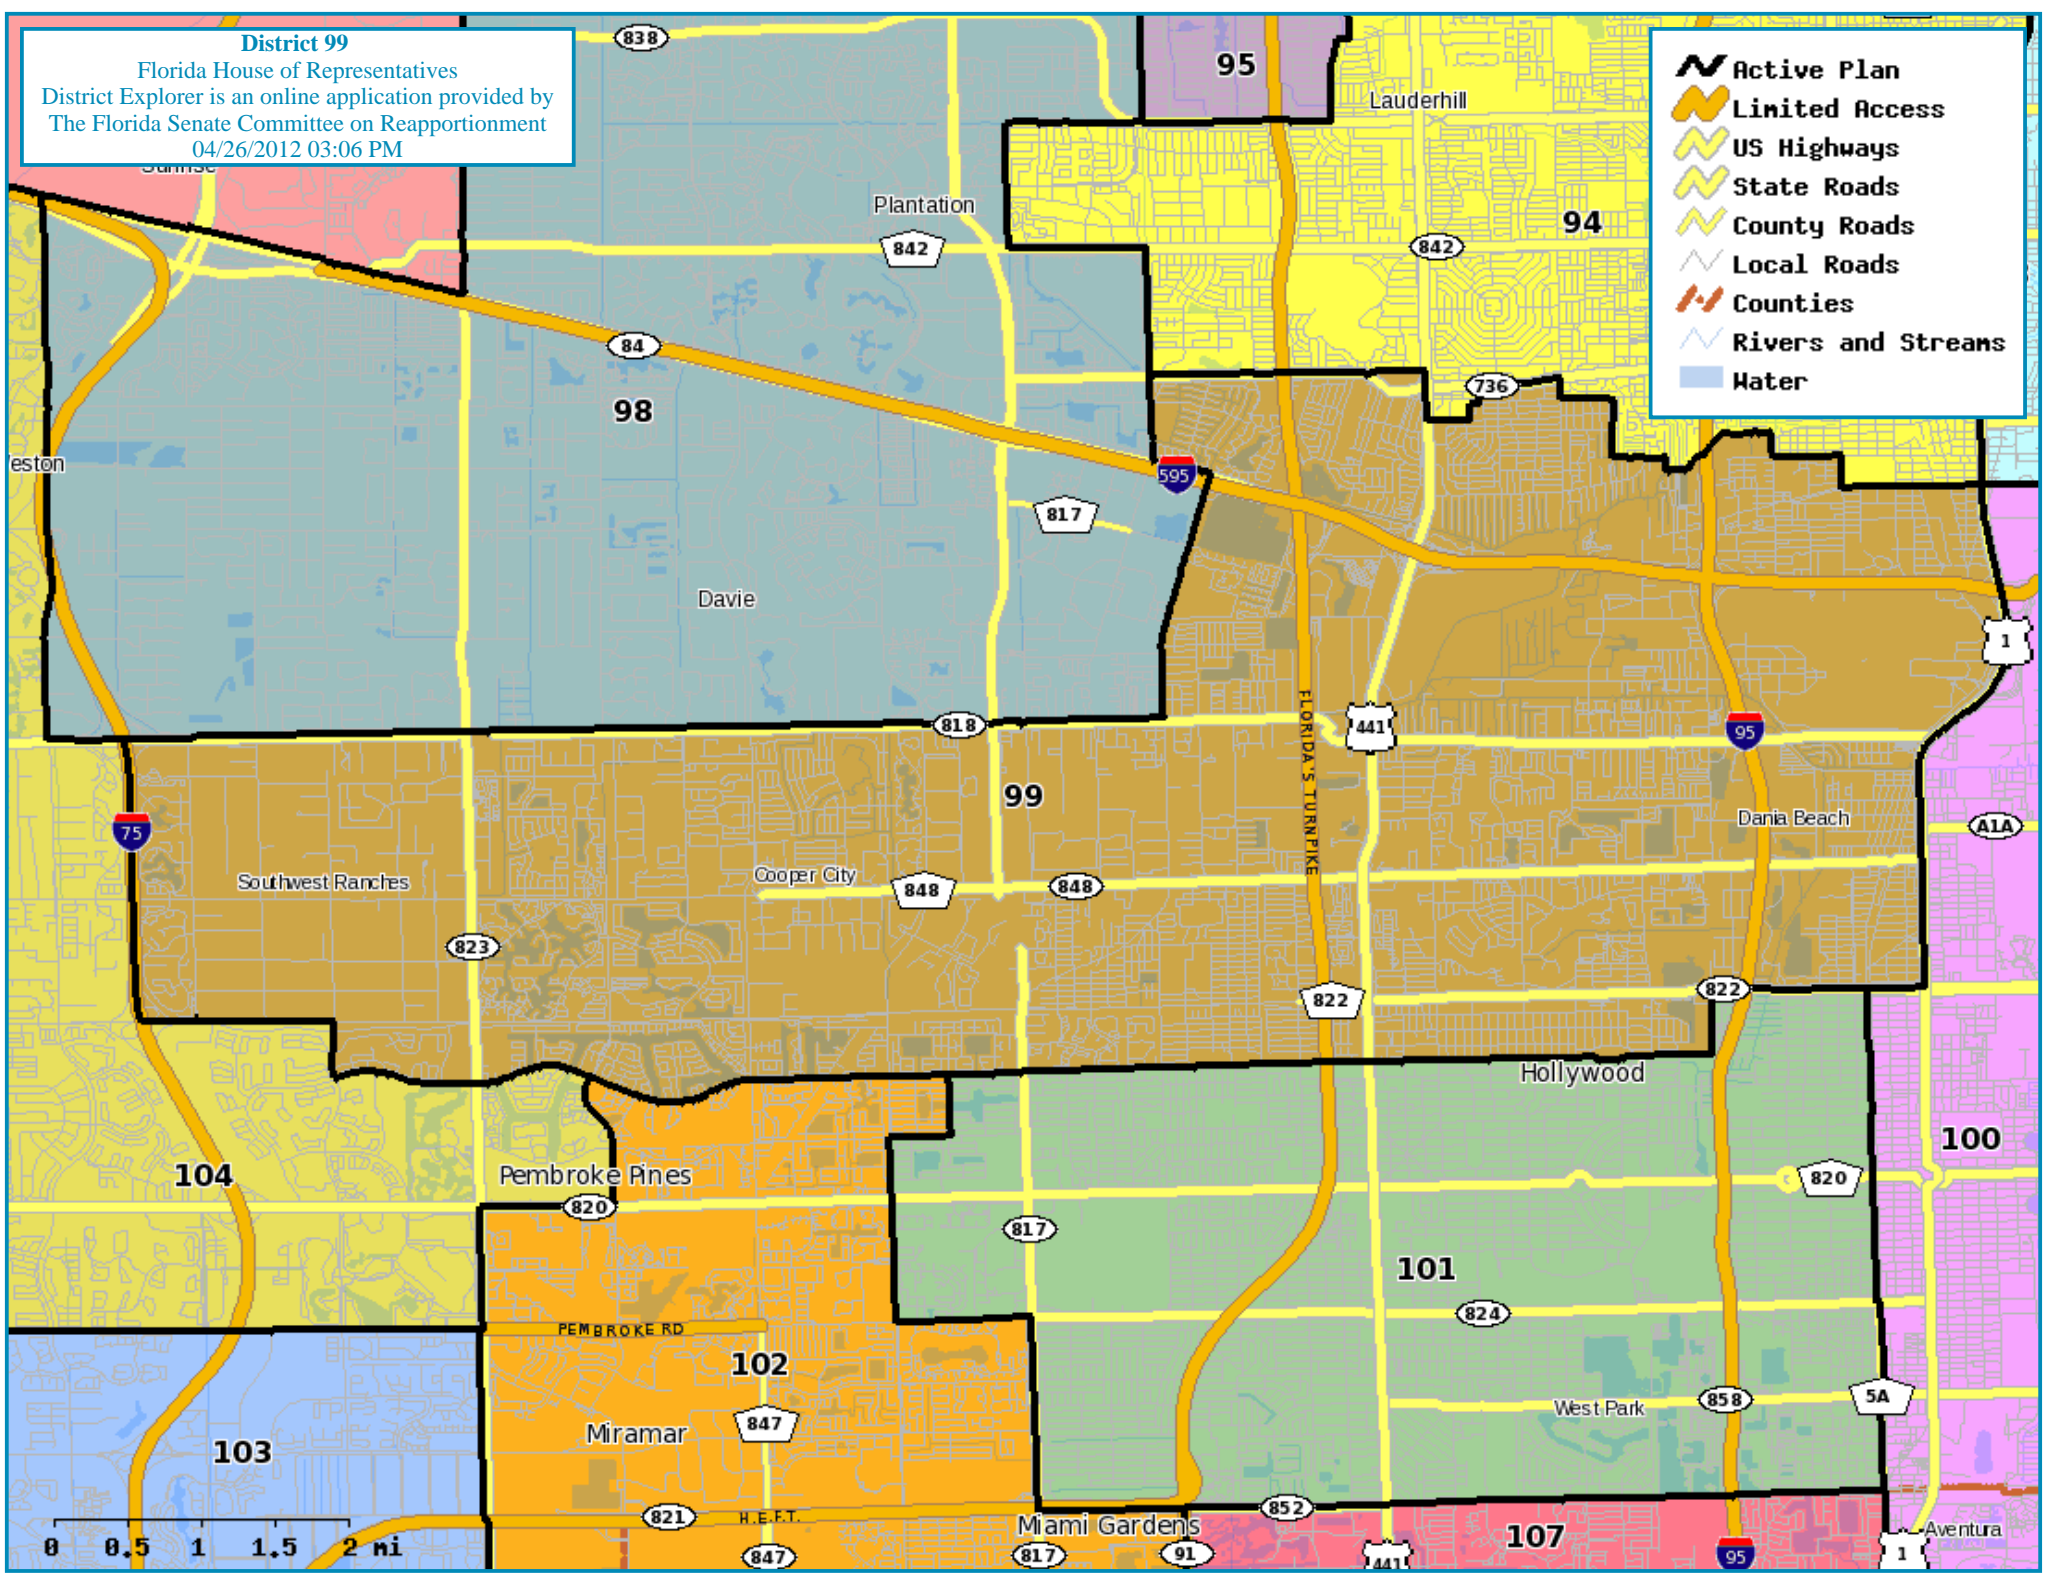 District 99
Florida House of Representatives
District Explorer is an online application provided by
The Florida Senate Committee on Reapportionment
04/26/2012 03:06 PM
Active Plan
Limited Access
US Highways
State Roads
County Roads
Local Roads
Counties
Rivers and Streams
Water
838
95
Lauderhill
Sunrise
Plantation
842
842
94
84
98
736
eston
595
817
Davie
1
818
441
95
FLORIDA'S TURNPIKE
99
75
Dania Beach
A1A
Southwest Ranches
Cooper City
848
848
823
822
822
Hollywood
100
104
Pembroke Pines
820
820
817
101
824
PEMBROKE RD
102
West Park
858
5A
847
Miramar
103
821
H.E.F.T.
852
Miami Gardens
107
Aventura
0 0.5 1 1.5 2 mi
847
817
91
441
95
1